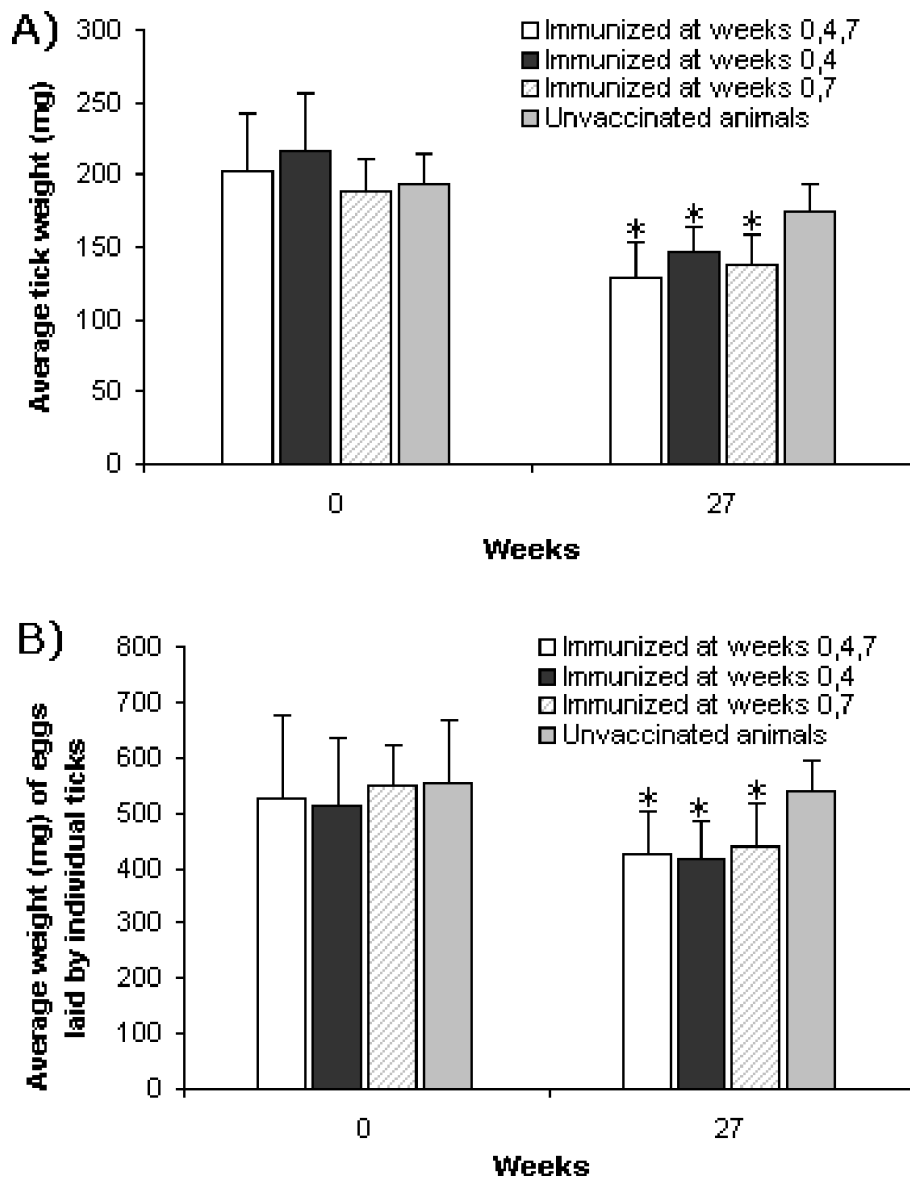 A)
Average tick weight (mg)
300
250
200
150
100
50
0
Immunized at weeks 0,4,7
Immunized at weeks 0,4
Immunized at weeks 0,7
Unvaccinated animals
* * *
0 27
Weeks
B)
Average weight (mg) of eggs
laid by individual ticks
800
700
600
500
400
300
200
100
0
Immunized at weeks 0,4,7
Immunized at weeks 0,4
Immunized at weeks 0,7
Unvaccinated animals
* * *
0 27
Weeks